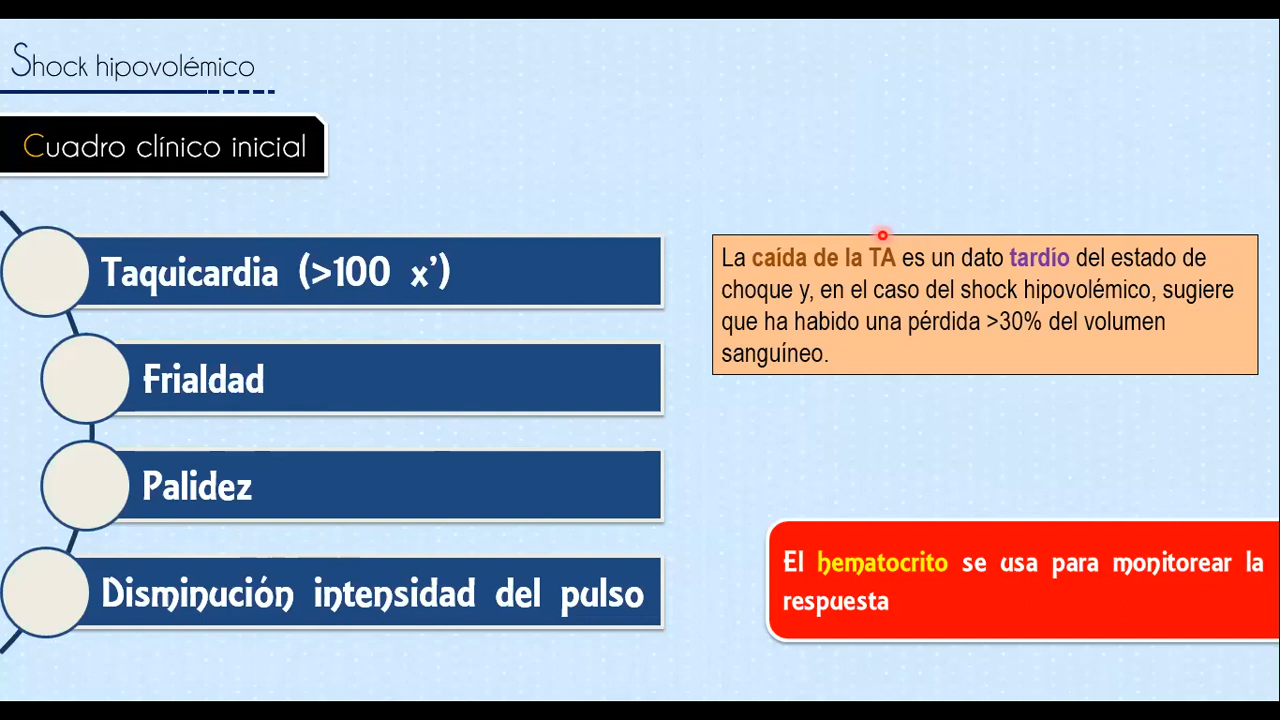 Shock hipovolémico
Cuadro clínico inicial
Taquicardia (>100 x')
Frialdad
Palidez
Disminución intensidad del pulso
La caída de la TA es un dato tardío del estado de
choque y, en el caso del shock hipovolémico, sugiere
que ha habido una pérdida >30% del volumen
sanguíneo.
El hematocrito se usa para monitorear la
respuesta